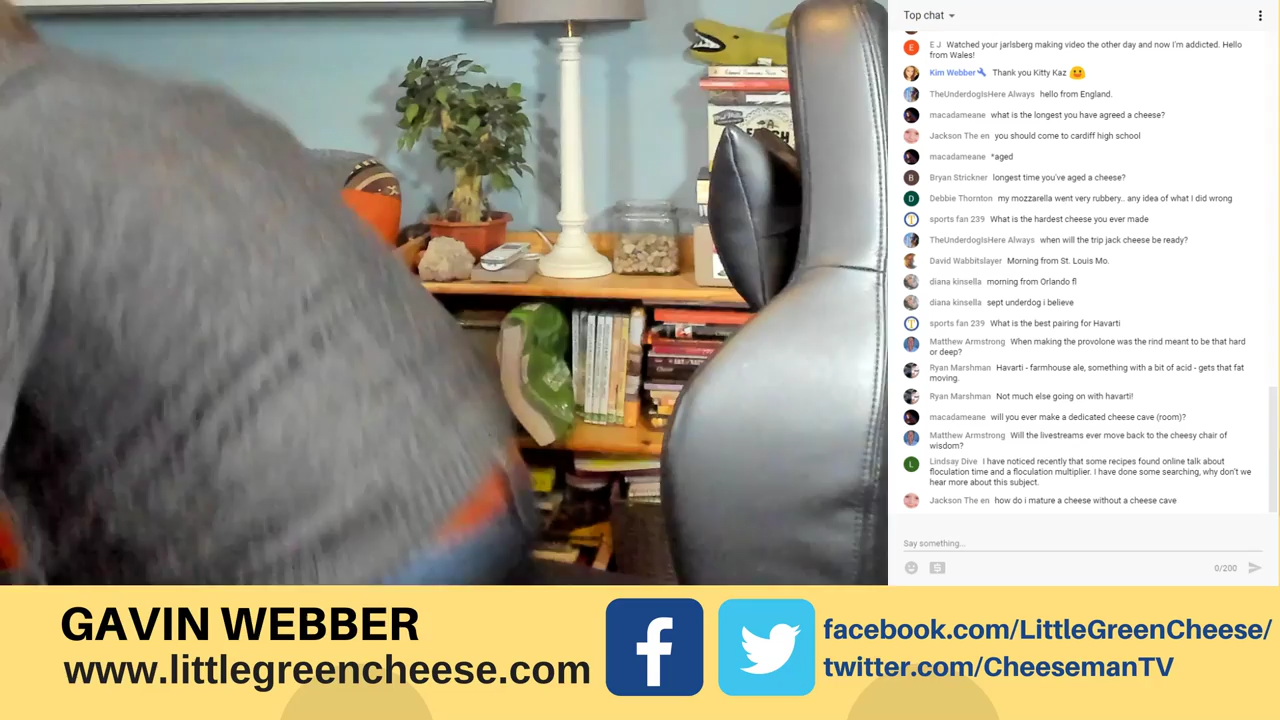 Top chat
E J Watched your jarlsberg making video the other day and now I'm addicted. Hello
from Wales!
Kim Webber Thank you Kitty Kaz
TheUnderdogIsHere Always hello from England.
macadameane what is the longest you have agreed a cheese?
Jackson The en you should come to cardiff high school
macadameane *aged
Bryan Strickner longest time you've aged a cheese?
Debbie Thornton my mozzarella went very rubbery.. any idea of what I did wrong
sports fan 239 What is the hardest cheese you ever made
TheUnderdogIsHere Always when will the trip jack cheese be ready?
David Wabbitslayer Morning from St. Louis Mo.
diana kinsella morning from Orlando fl
diana kinsella sept underdog i believe
sports fan 239 What is the best pairing for Havarti
Matthew Armstrong When making the provolone was the rind meant to be that hard
or deep?
Ryan Marshman Havarti - farmhouse ale, something with a bit of acid - gets that fat
moving.
Ryan Marshman Not much else going on with havarti!
macadameane will you ever make a dedicated cheese cave (room)?
Matthew Armstrong Will the livestreams ever move back to the cheesy chair of
wisdom?
Lindsay Dive I have noticed recently that some recipes found online talk about
floculation time and a floculation multiplier. I have done some searching, why don't we
hear more about this subject.
Jackson The en how do i mature a cheese without a cheese cave
Say something...
0/200
GAVIN WEBBER
www.littlegreencheese.com
facebook.com/LittleGreenCheese/
twitter.com/CheesemanTV